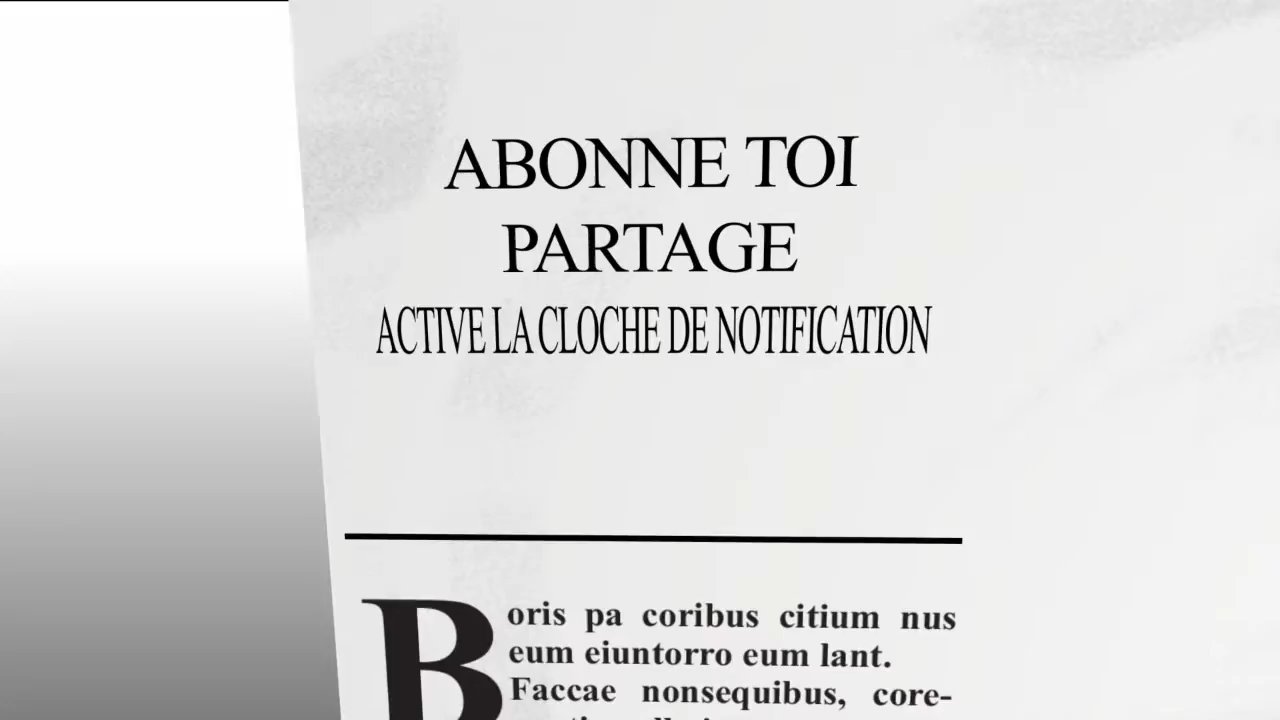 ABONNE TOI
PARTAGE
ACTIVE LA CLOCHE DE NOTIFICATION
Boris pa coribus citium nus
eum eiuntorro eum lant.
Faccae nonsequibus, core-